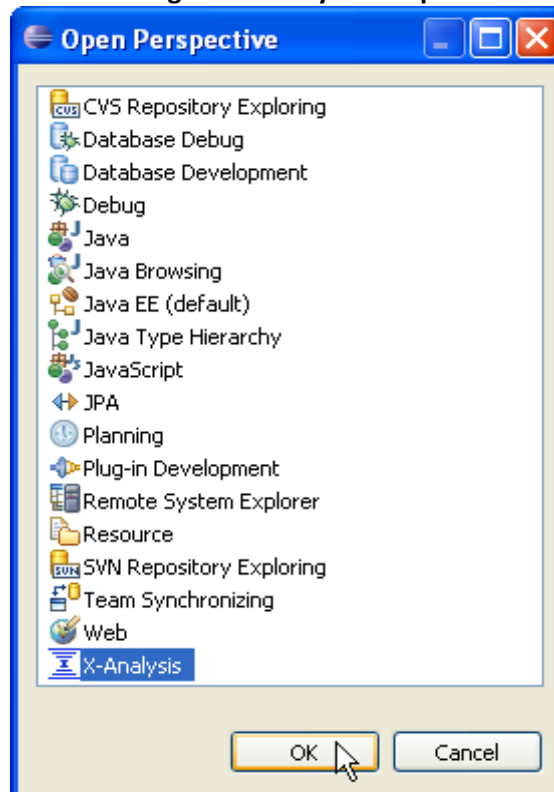 Open Perspective
CVS Repository Exploring
Database Debug
Database Development
Debug
Java
Java Browsing
Java EE (default)
Java Type Hierarchy
JavaScript
JPA
Planning
Plug-in Development
Remote System Explorer
Resource
SVN Repository Exploring
Team Synchronizing
Web
X-Analysis
OK Cancel